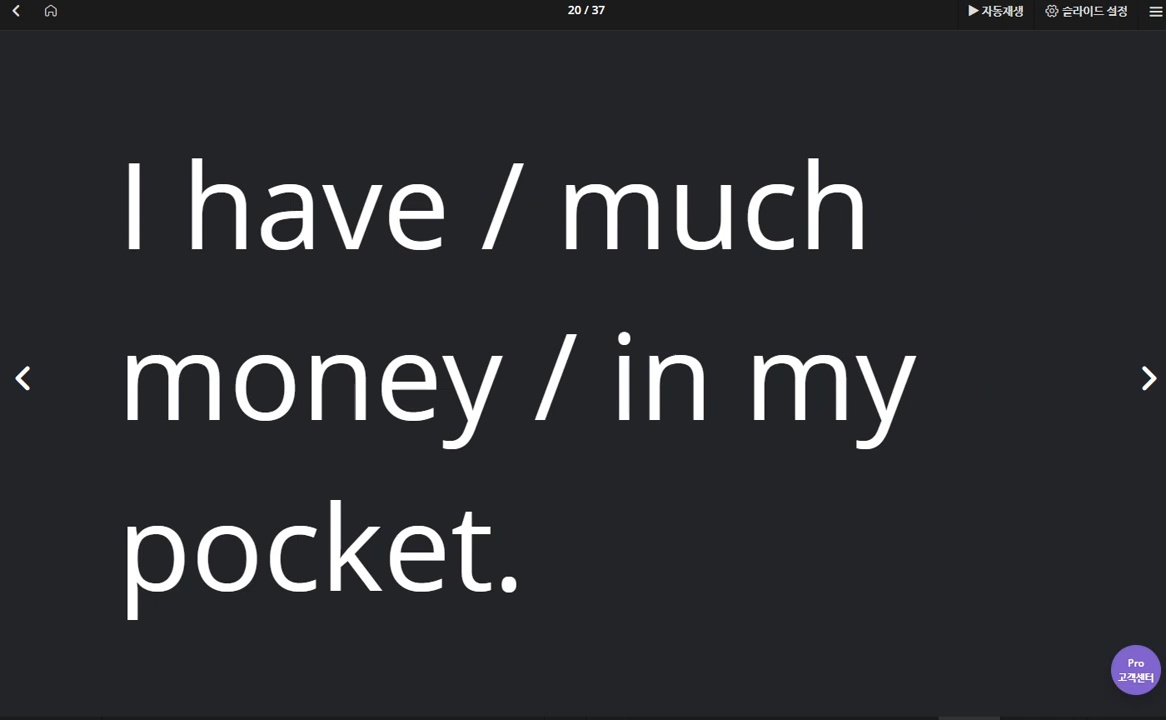 20 / 37
▶ 자동재생
슬라이드 설정
I have / much
money / in my
pocket.
Pro
고객센터